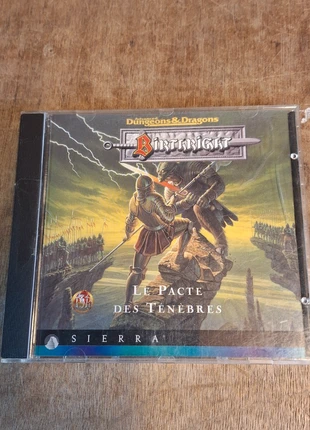 Dungeons & Dragons
BIRTHRIGHT
LE PACTE
DES TÉNÈBRES
SIERRA